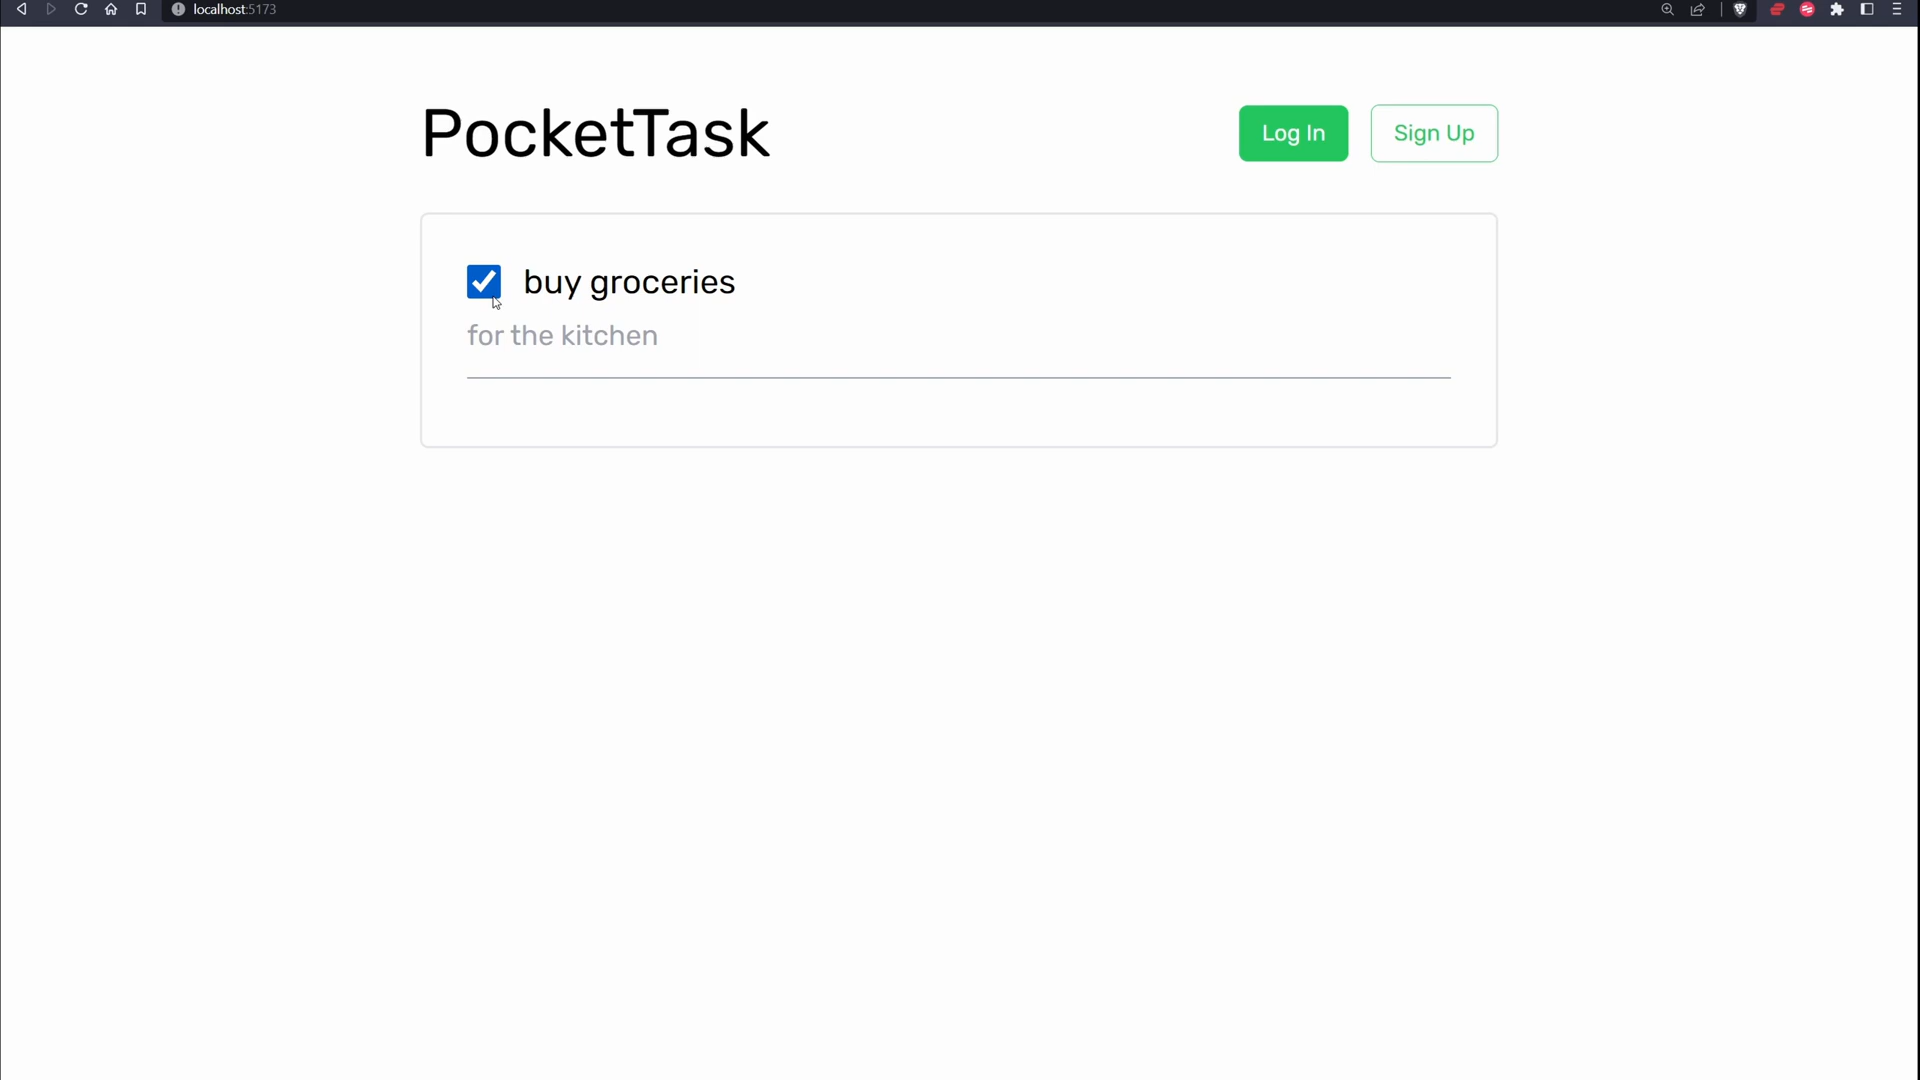 localhost:5173
PocketTask
Log In
Sign Up
buy groceries
for the kitchen